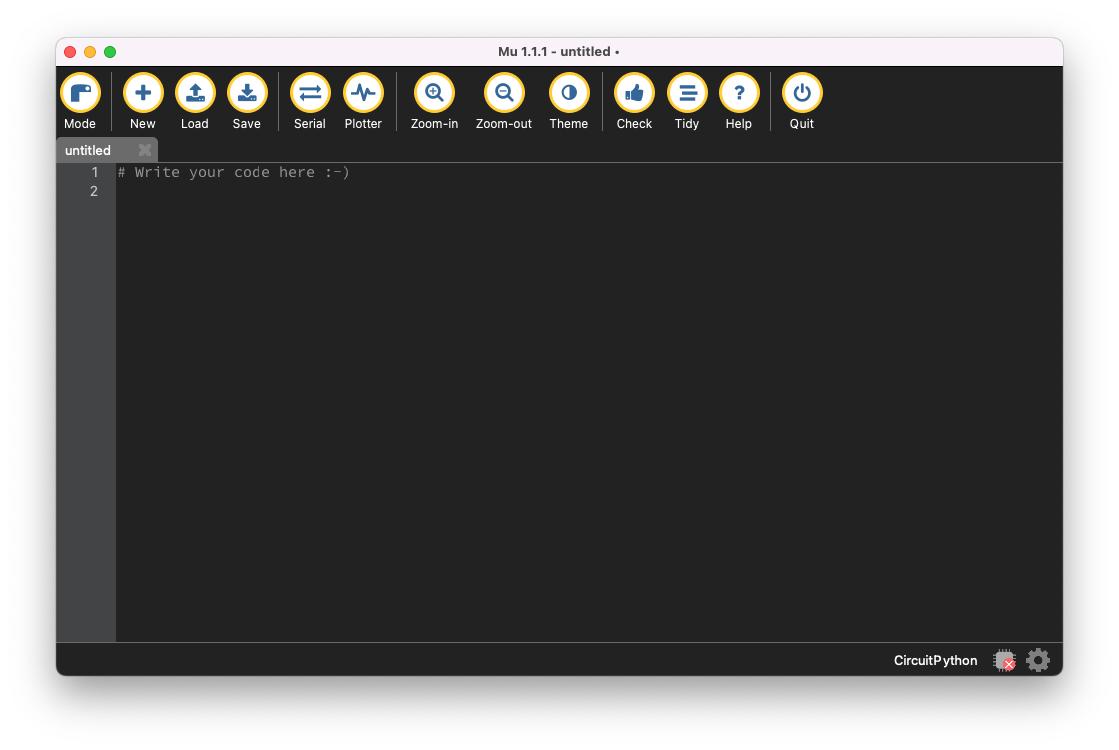 Mu 1.1.1 - untitled •
Mode New Load Save Serial Plotter Zoom-in Zoom-out Theme Check Tidy ? Help Quit
untitled
1 # Write your code here :-)
2
CircuitPython